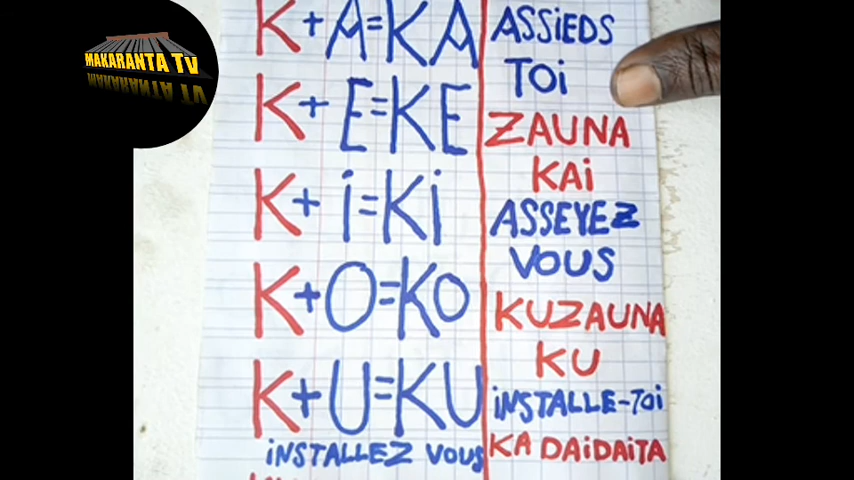 MAKARANTA TV
K+A=KA
K+E=KE
K+i=Ki
K+O=KO
K+U=KU
iNSTALLEZ VOUS
ASSiEDS
TOi
ZAUNA
KAi
ASSEYEZ
VOUS
KUZAUNA
KU
iNSTALLE-TOi
KA DAiDAiTA